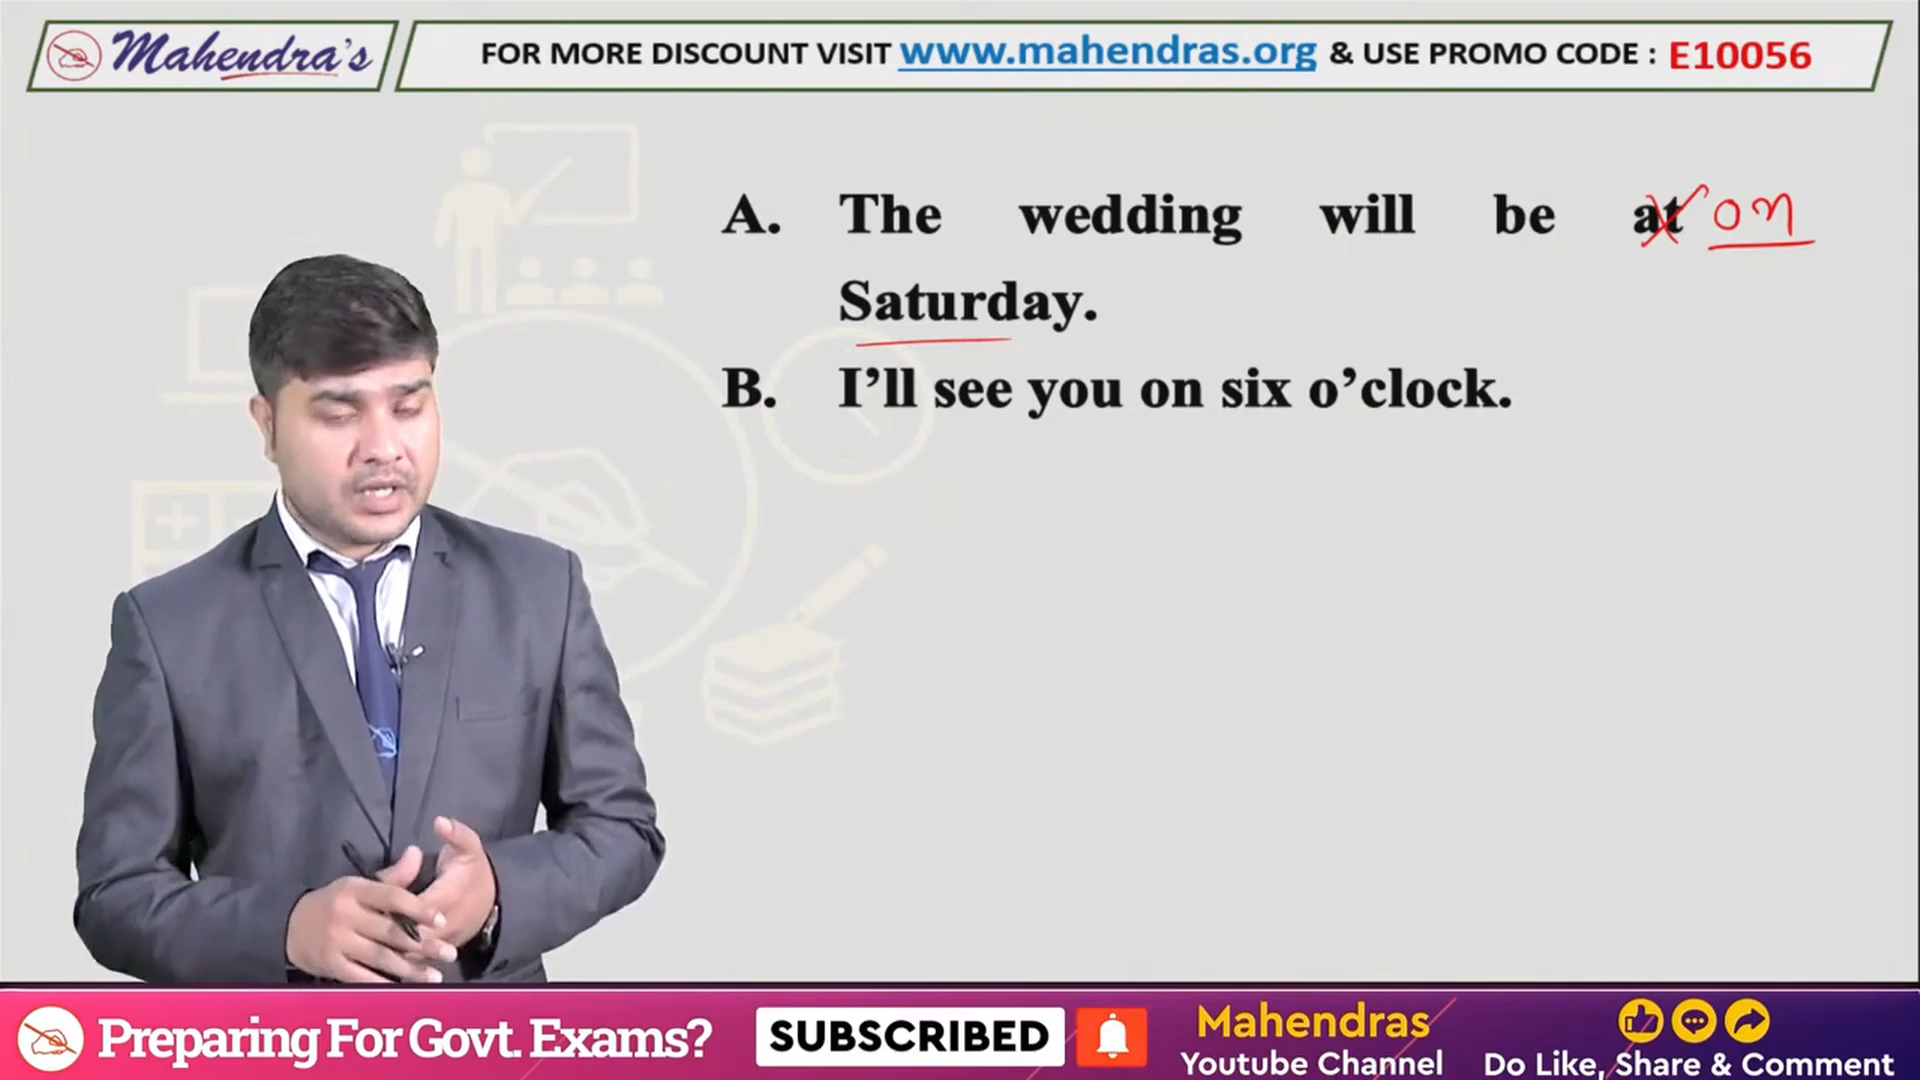 Mahendra's
FOR MORE DISCOUNT VISIT www.mahendras.org & USE PROMO CODE : E10056
A. The wedding will be at on
Saturday.
B. I'll see you on six o'clock.
Preparing For Govt. Exams?
SUBSCRIBED
Mahendras
Youtube Channel
Do Like, Share & Comment